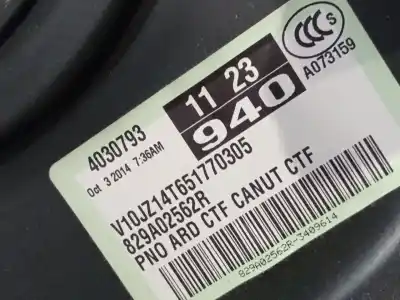 4030793
Oct 3 2014 7:36AM
11 23
940
CCC S
A073159
V10JZ14T651770305
829A02562R
PNO ARD CTF CANUT CTF
829A02562R-3409614